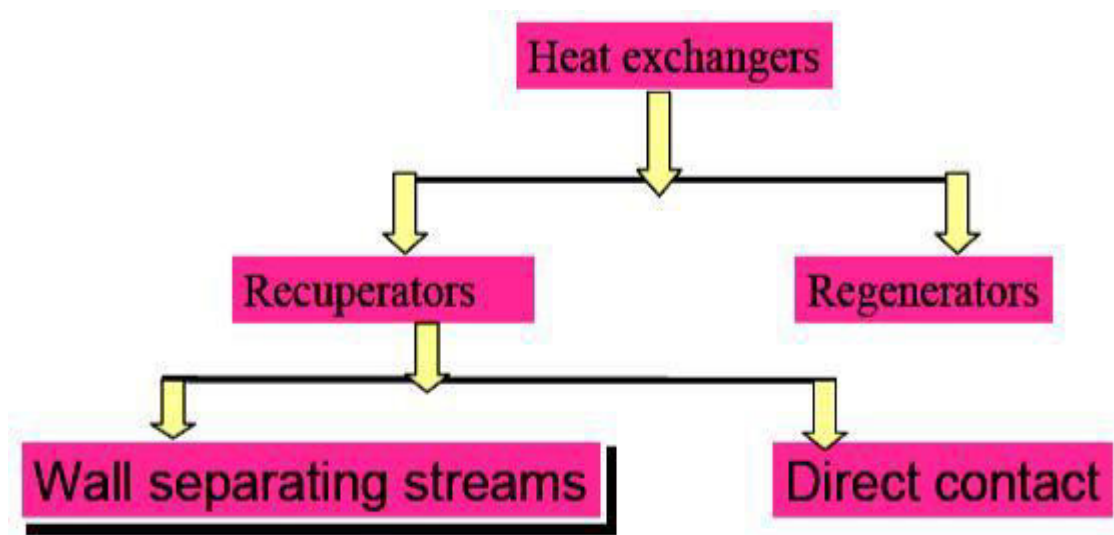 Heat exchangers
Recuperators
Regenerators
Wall separating streams
Direct contact